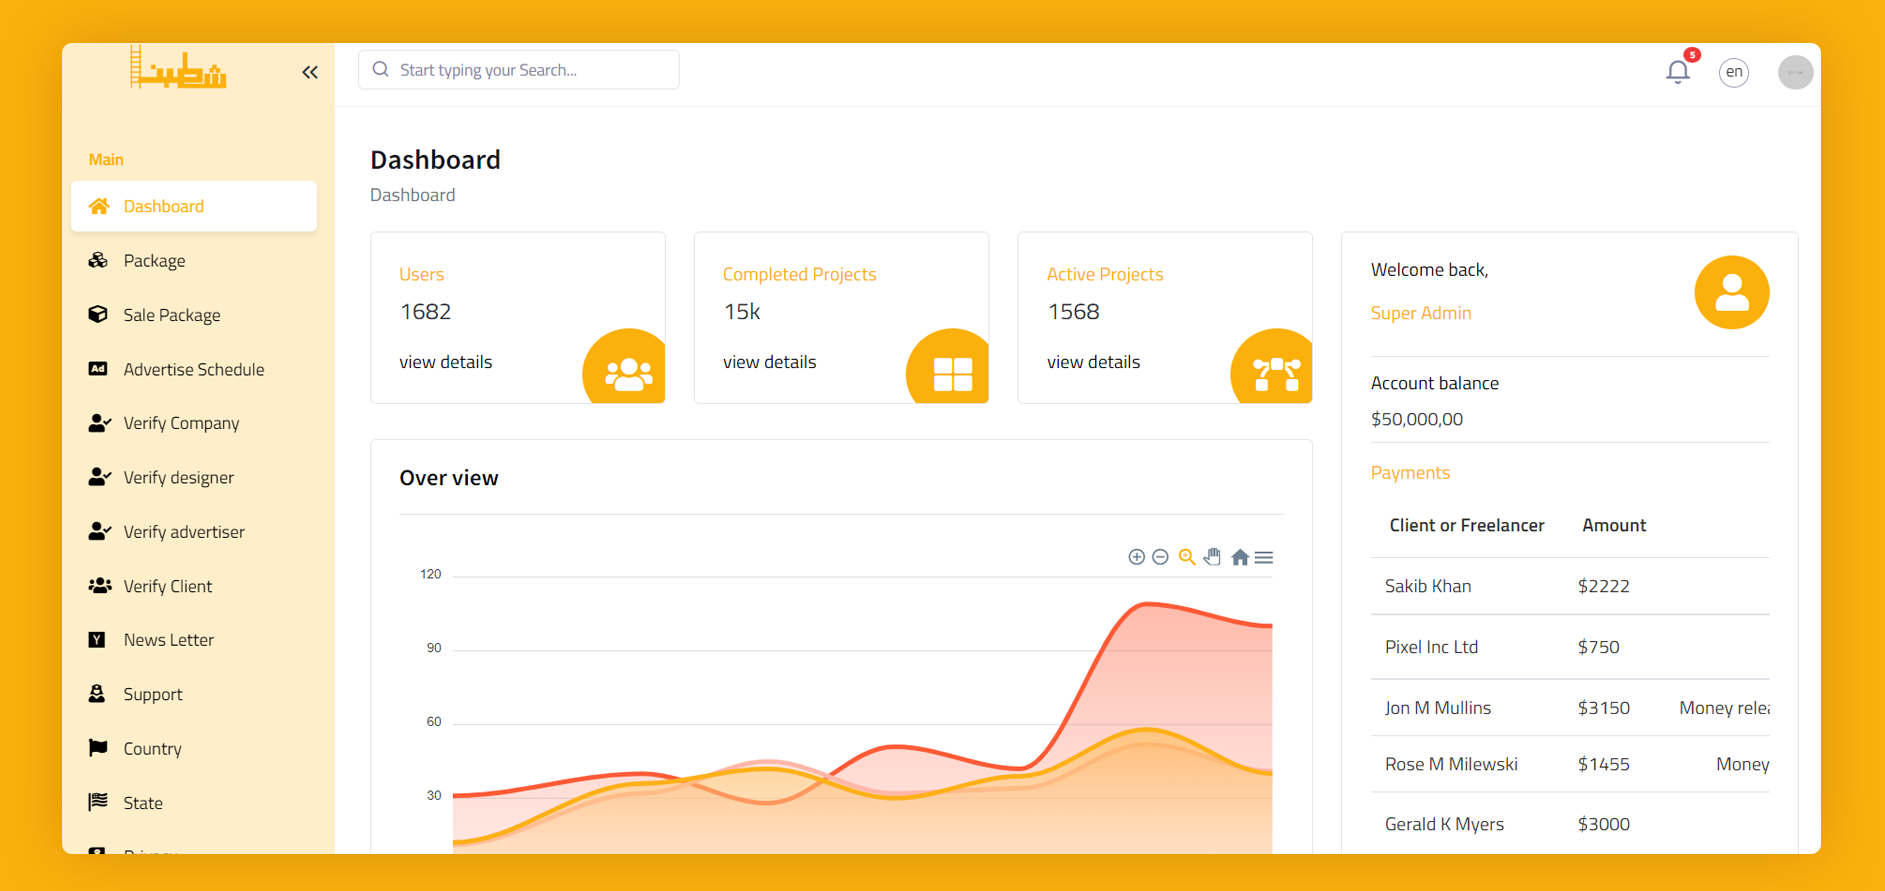 شطبنا
Start typing your Search...
5
en
Main
Dashboard
Package
Sale Package
Ad
Advertise Schedule
Verify Company
Verify designer
Verify advertiser
Verify Client
Y
News Letter
Support
Country
State
Dashboard
Dashboard
Users
1682
view details
Completed Projects
15k
view details
Active Projects
1568
view details
Over view
120
90
60
30
Welcome back,
Super Admin
Account balance
$50,000,00
Payments
Client or Freelancer Amount
Sakib Khan $2222
Pixel Inc Ltd $750
Jon M Mullins $3150 Money relea
Rose M Milewski $1455 Money
Gerald K Myers $3000